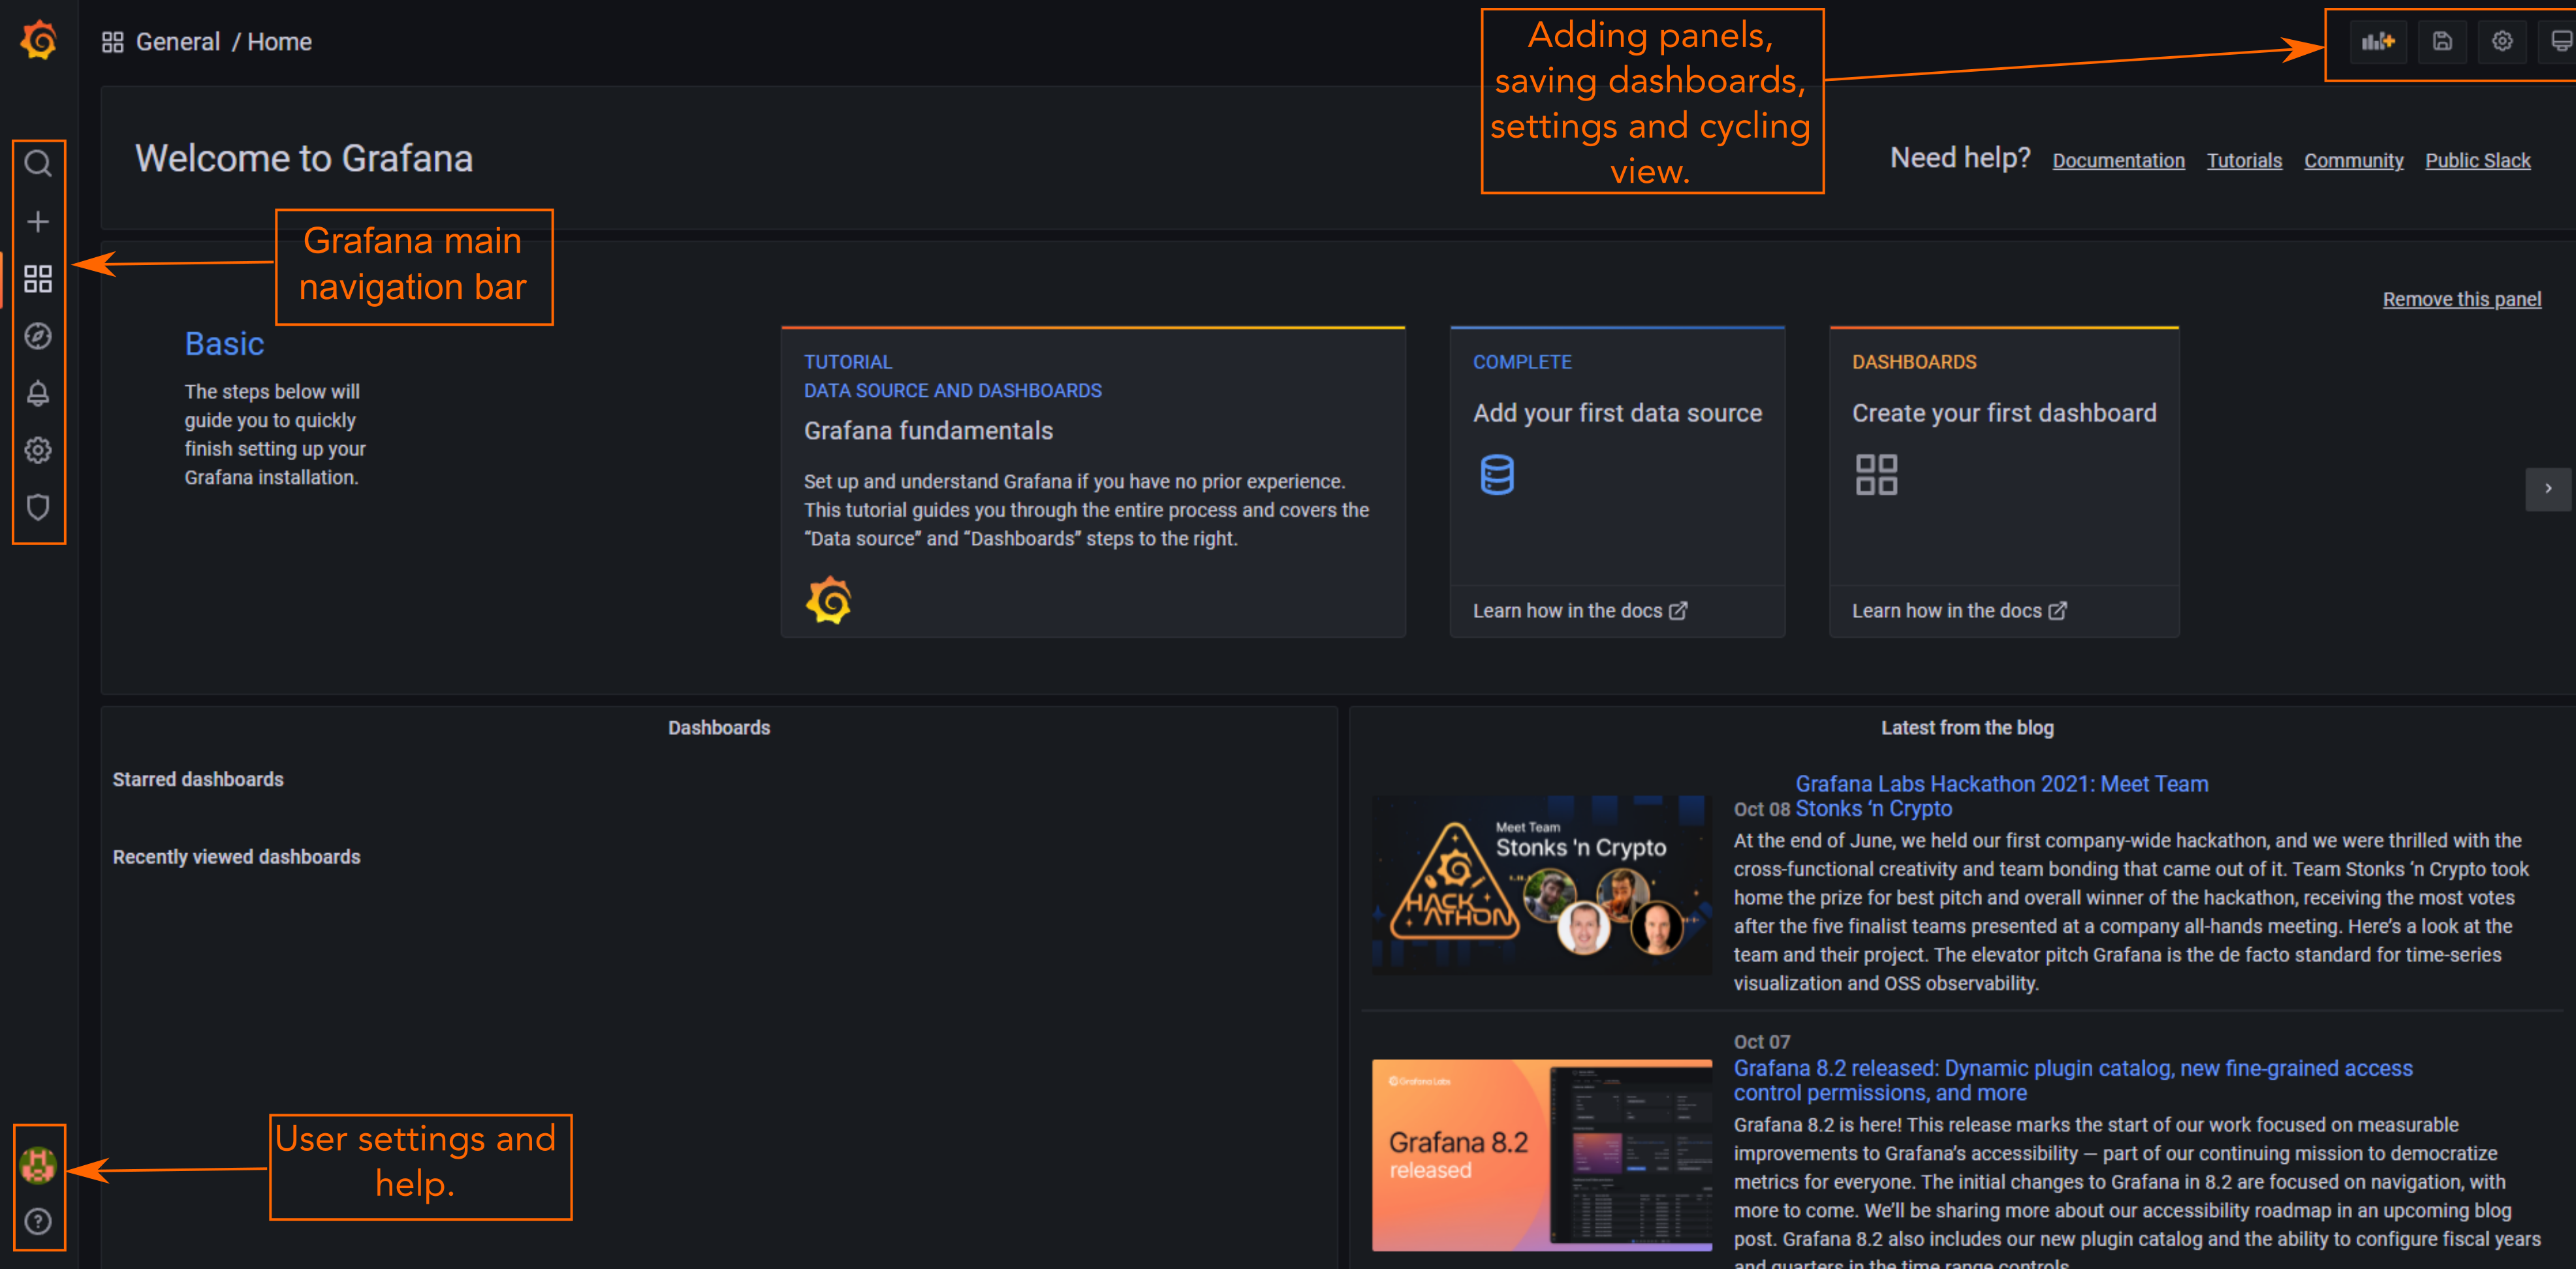 General / Home
Adding panels,
saving dashboards,
settings and cycling
view.
Welcome to Grafana
Need help? Documentation Tutorials Community Public Slack
Grafana main
navigation bar
Remove this panel
Basic
The steps below will
guide you to quickly
finish setting up your
Grafana installation.
TUTORIAL
DATA SOURCE AND DASHBOARDS
Grafana fundamentals
Set up and understand Grafana if you have no prior experience.
This tutorial guides you through the entire process and covers the
“Data source” and “Dashboards” steps to the right.
COMPLETE
Add your first data source
Learn how in the docs
DASHBOARDS
Create your first dashboard
Learn how in the docs
Dashboards
Starred dashboards
Recently viewed dashboards
User settings and
help.
Latest from the blog
Meet Team
Stonks 'n Crypto
HACK
ATHON
Grafana Labs Hackathon 2021: Meet Team
Oct 08 Stonks ‘n Crypto
At the end of June, we held our first company-wide hackathon, and we were thrilled with the
cross-functional creativity and team bonding that came out of it. Team Stonks ‘n Crypto took
home the prize for best pitch and overall winner of the hackathon, receiving the most votes
after the five finalist teams presented at a company all-hands meeting. Here’s a look at the
team and their project. The elevator pitch Grafana is the de facto standard for time-series
visualization and OSS observability.
Grafana Labs
Grafana 8.2
released
Oct 07
Grafana 8.2 released: Dynamic plugin catalog, new fine-grained access
control permissions, and more
Grafana 8.2 is here! This release marks the start of our work focused on measurable
improvements to Grafana’s accessibility — part of our continuing mission to democratize
metrics for everyone. The initial changes to Grafana in 8.2 are focused on navigation, with
more to come. We’ll be sharing more about our accessibility roadmap in an upcoming blog
post. Grafana 8.2 also includes our new plugin catalog and the ability to configure fiscal years
and quarters in the time range controls.